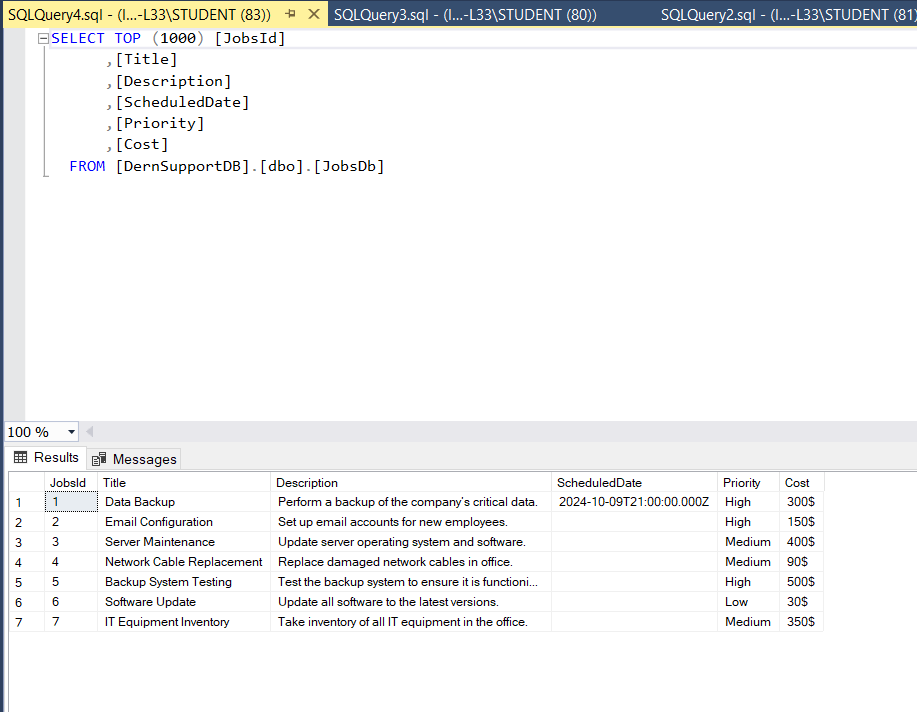 SQLQuery4.sql - (l...-L33\STUDENT (83)) SQLQuery3.sql - (l...-L33\STUDENT (80)) SQLQuery2.sql - (l...-L33\STUDENT (81)
SELECT TOP (1000) [JobsId]
,[Title]
,[Description]
,[ScheduledDate]
,[Priority]
,[Cost]
FROM [DernSupportDB].[dbo].[JobsDb]
100 %
Results Messages
JobsId Title Description ScheduledDate Priority Cost
1 1 Data Backup Perform a backup of the company's critical data. 2024-10-09T21:00:00.000Z High 300$
2 2 Email Configuration Set up email accounts for new employees. High 150$
3 3 Server Maintenance Update server operating system and software. Medium 400$
4 4 Network Cable Replacement Replace damaged network cables in office. Medium 90$
5 5 Backup System Testing Test the backup system to ensure it is functioni... High 500$
6 6 Software Update Update all software to the latest versions. Low 30$
7 7 IT Equipment Inventory Take inventory of all IT equipment in the office. Medium 350$